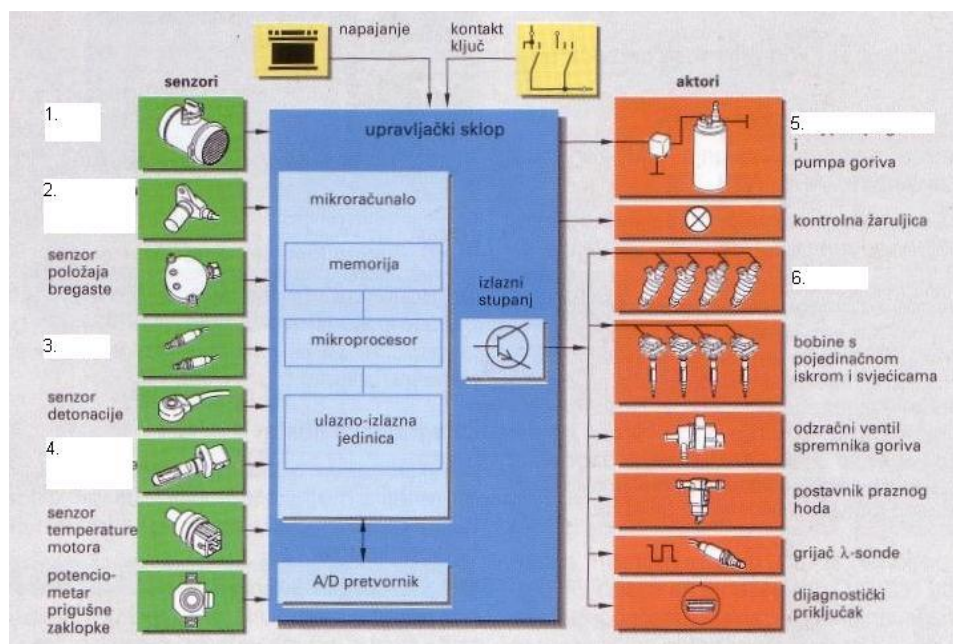 napajanje
kontakt
ključ
senzori
aktori
1.
upravljački sklop
5.
i
pumpa goriva
2.
mikroračunalo
kontrolna žaruljica
senzor
položaja
bregaste
memorija
izlazni
stupanj
6.
3.
mikroprocesor
bobine s
pojedinačnom
iskrom i svjećicama
senzor
detonacije
ulazno-izlazna
jedinica
odzračni ventil
spremnika goriva
4.
senzor
temperature
motora
postavnik praznog
hoda
grijač λ-sonde
potencio-
metar
prigušne
zaklopke
A/D pretvornik
dijagnostički
priključak